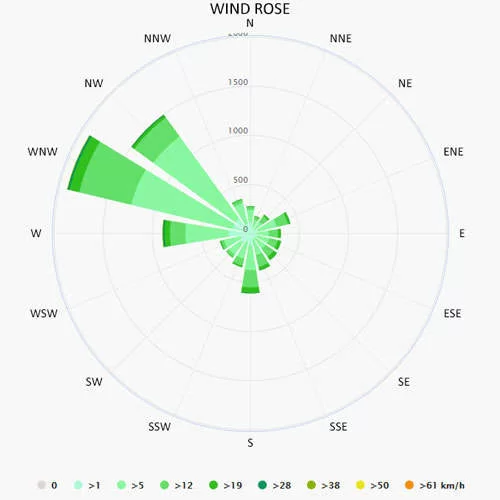 WIND ROSE
N
2000
NNW
NNE
1500
NW
NE
1000
WNW
ENE
500
W
0
E
WSW
ESE
SW
SE
SSW
SSE
S
0 >1 >5 >12 >19 >28 >38 >50 >61 km/h